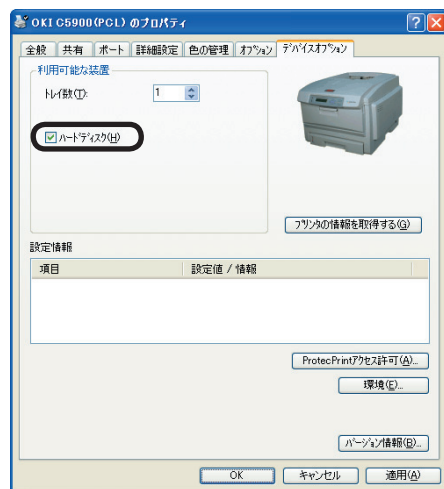 OKI C5900(PCL) のプロパティ
全般 共有 ポート 詳細設定 色の管理 オプション デバイスオプション
利用可能な装置
トレイ数(T): 1
ハードディスク(H)
プリンタの情報を取得する(G)
設定情報
項目 設定値 / 情報
ProtecPrintアクセス許可(A)...
環境(E)...
バージョン情報(B)...
OK キャンセル 適用(A)